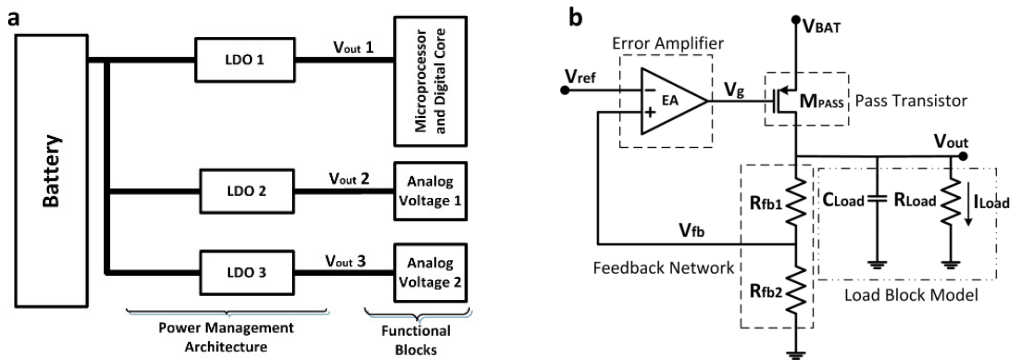 a
Battery
LDO 1
Vout 1
Microprocessor
and Digital Core
LDO 2
Vout 2
Analog
Voltage 1
LDO 3
Vout 3
Analog
Voltage 2
Power Management
Architecture
Functional
Blocks
b
VBAT
Error Amplifier
Vref
−
EA
+
Vg
MPASS
Pass Transistor
Vout
Rfb1
CLoad
RLoad
ILoad
Vfb
Feedback Network
Rfb2
Load Block Model